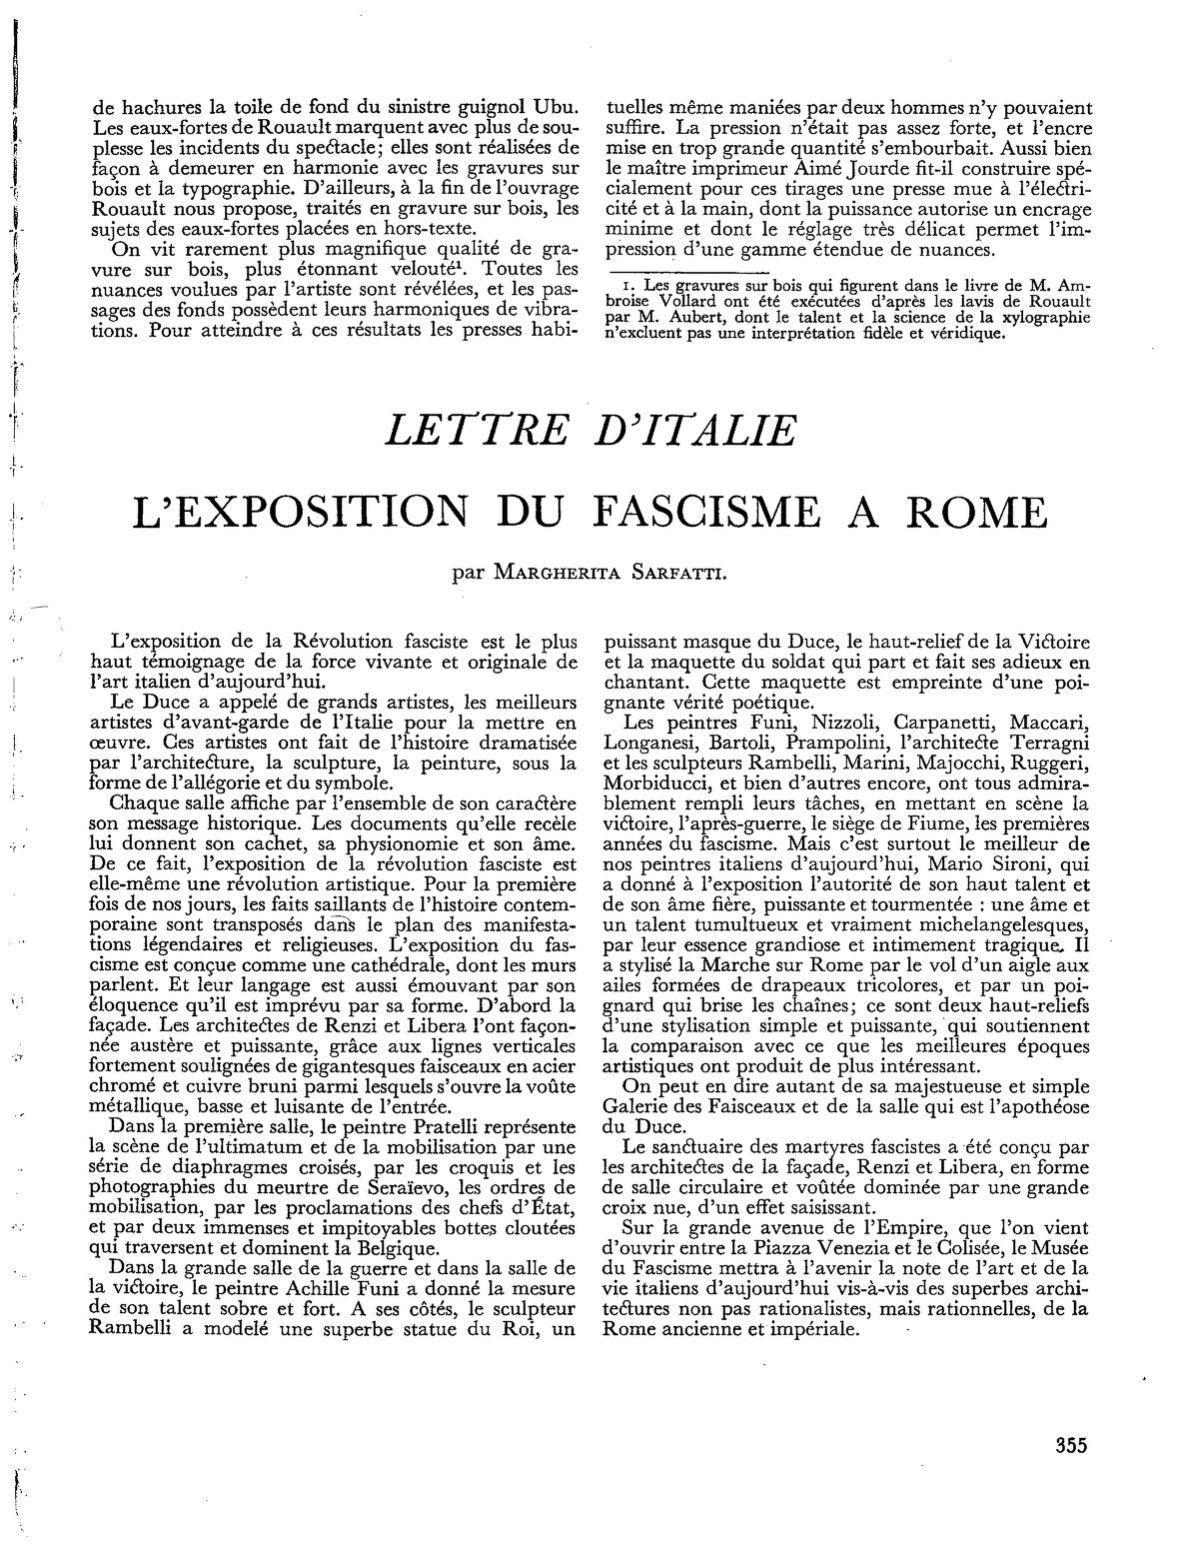 de hachures la toile de fond du sinistre guignol Ubu.
Les eaux-fortes de Rouault marquent avec plus de sou-
plesse les incidents du spectacle; elles sont réalisées de
façon à demeurer en harmonie avec les gravures sur
bois et la typographie. D'ailleurs, à la fin de l'ouvrage
Rouault nous propose, traités en gravure sur bois, les
sujets des eaux-fortes placées en hors-texte.
On vit rarement plus magnifique qualité de gra-
vure sur bois, plus étonnant velouté¹. Toutes les
nuances voulues par l'artiste sont révélées, et les pas-
sages des fonds possèdent leurs harmoniques de vibra-
tions. Pour atteindre à ces résultats les presses habi-
tuelles même maniées par deux hommes n'y pouvaient
suffire. La pression n'était pas assez forte, et l'encre
mise en trop grande quantité s'embourbait. Aussi bien
le maître imprimeur Aimé Jourde fit-il construire spé-
cialement pour ces tirages une presse mue à l'électri-
cité et à la main, dont la puissance autorise un encrage
minime et dont le réglage très délicat permet l'im-
pression d'une gamme étendue de nuances.
1. Les gravures sur bois qui figurent dans le livre de M. Am-
broise Vollard ont été exécutées d'après les lavis de Rouault
par M. Aubert, dont le talent et la science de la xylographie
n'excluent pas une interprétation fidèle et véridique.
LETTRE D'ITALIE
L'EXPOSITION DU FASCISME A ROME
par MARGHERITA SARFATTI.
L'exposition de la Révolution fasciste est le plus
haut témoignage de la force vivante et originale de
l'art italien d'aujourd'hui.
Le Duce a appelé de grands artistes, les meilleurs
artistes d'avant-garde de l'Italie pour la mettre en
œuvre. Ces artistes ont fait de l'histoire dramatisée
par l'architecture, la sculpture, la peinture, sous la
forme de l'allégorie et du symbole.
Chaque salle affiche par l'ensemble de son caractère
son message historique. Les documents qu'elle recèle
lui donnent son cachet, sa physionomie et son âme.
De ce fait, l'exposition de la révolution fasciste est
elle-même une révolution artistique. Pour la première
fois de nos jours, les faits saillants de l'histoire contem-
poraine sont transposés dans le plan des manifesta-
tions légendaires et religieuses. L'exposition du fas-
cisme est conçue comme une cathédrale, dont les murs
parlent. Et leur langage est aussi émouvant par son
éloquence qu'il est imprévu par sa forme. D'abord la
façade. Les architectes de Renzi et Libera l'ont façon-
née austère et puissante, grâce aux lignes verticales
fortement soulignées de gigantesques faisceaux en acier
chromé et cuivre bruni parmi lesquels s'ouvre la voûte
métallique, basse et luisante de l'entrée.
Dans la première salle, le peintre Pratelli représente
la scène de l'ultimatum et de la mobilisation par une
série de diaphragmes croisés, par les croquis et les
photographies du meurtre de Seraïevo, les ordres de
mobilisation, par les proclamations des chefs d'État,
et par deux immenses et impitoyables bottes cloutées
qui traversent et dominent la Belgique.
Dans la grande salle de la guerre et dans la salle de
la victoire, le peintre Achille Funi a donné la mesure
de son talent sobre et fort. A ses côtés, le sculpteur
Rambelli a modelé une superbe statue du Roi, un
puissant masque du Duce, le haut-relief de la Victoire
et la maquette du soldat qui part et fait ses adieux en
chantant. Cette maquette est empreinte d'une poi-
gnante vérité poétique.
Les peintres Funi, Nizzoli, Carpanetti, Maccari,
Longanesi, Bartoli, Prampolini, l'architecte Terragni
et les sculpteurs Rambelli, Marini, Majocchi, Ruggeri,
Morbiducci, et bien d'autres encore, ont tous admira-
blement rempli leurs tâches, en mettant en scène la
victoire, l'après-guerre, le siège de Fiume, les premières
années du fascisme. Mais c'est surtout le meilleur de
nos peintres italiens d'aujourd'hui, Mario Sironi, qui
a donné à l'exposition l'autorité de son haut talent et
de son âme fière, puissante et tourmentée : une âme et
un talent tumultueux et vraiment michelangelesques,
par leur essence grandiose et intimement tragique. Il
a stylisé la Marche sur Rome par le vol d'un aigle aux
ailes formées de drapeaux tricolores, et par un poi-
gnard qui brise les chaînes; ce sont deux haut-reliefs
d'une stylisation simple et puissante, qui soutiennent
la comparaison avec ce que les meilleures époques
artistiques ont produit de plus intéressant.
On peut en dire autant de sa majestueuse et simple
Galerie des Faisceaux et de la salle qui est l'apothéose
du Duce.
Le sanctuaire des martyres fascistes a été conçu par
les architectes de la façade, Renzi et Libera, en forme
de salle circulaire et voûtée dominée par une grande
croix nue, d'un effet saisissant.
Sur la grande avenue de l'Empire, que l'on vient
d'ouvrir entre la Piazza Venezia et le Colisée, le Musée
du Fascisme mettra à l'avenir la note de l'art et de la
vie italiens d'aujourd'hui vis-à-vis des superbes archi-
tectures non pas rationalistes, mais rationnelles, de la
Rome ancienne et impériale.
355